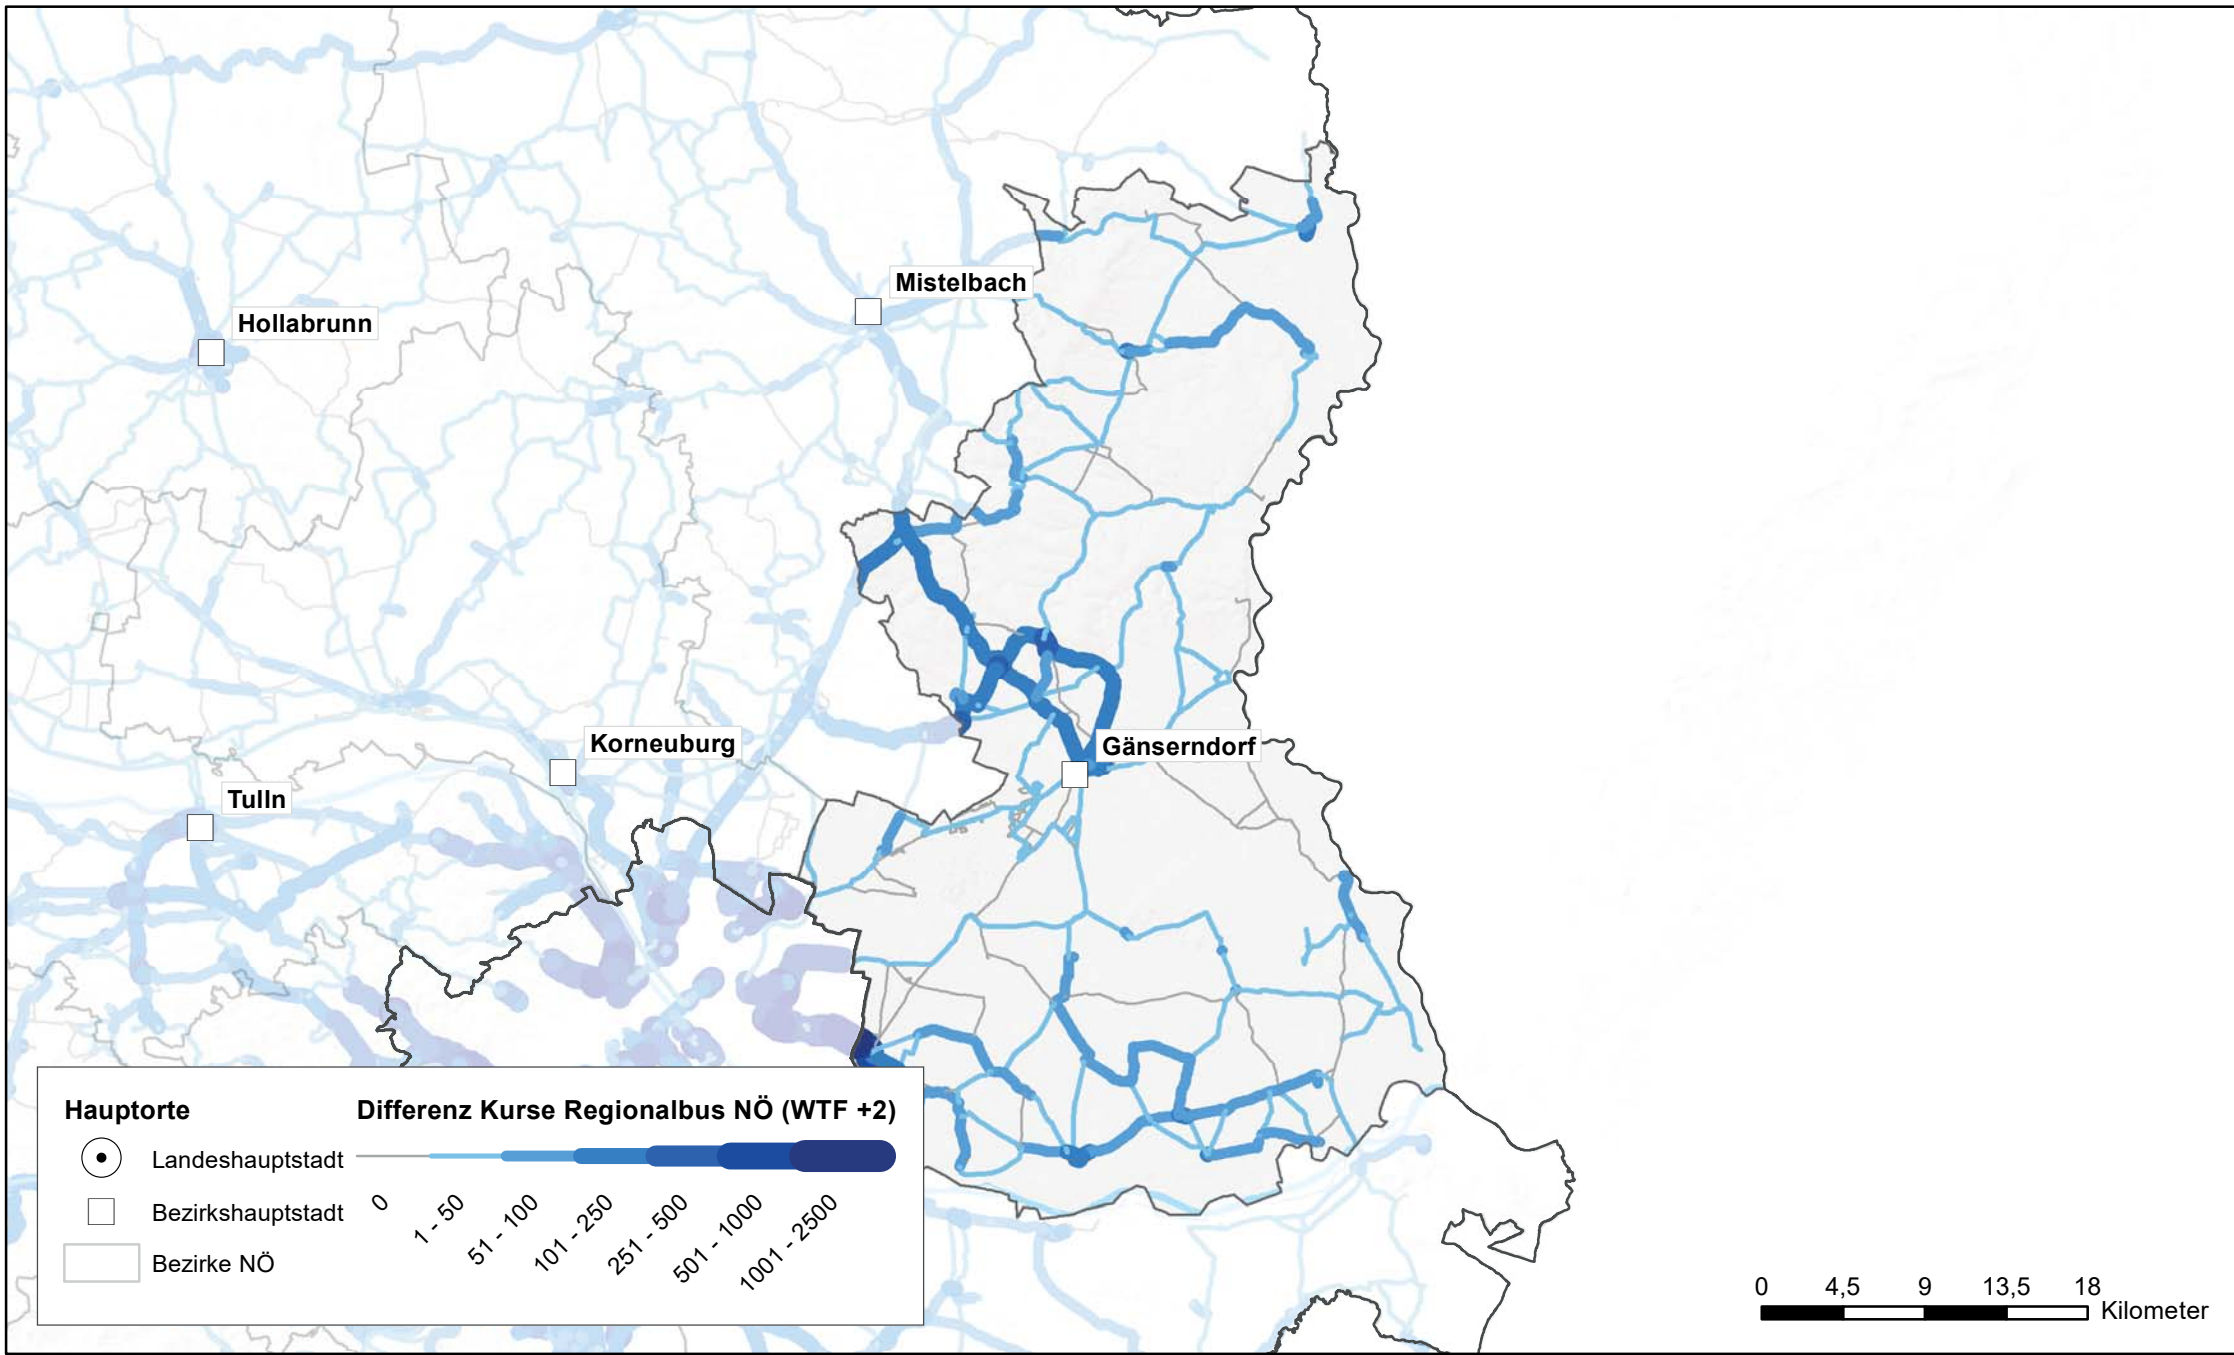 Mistelbach
Hollabrunn
Korneuburg
Gänserndorf
Tulln
Hauptorte
Landeshauptstadt
Bezirkshauptstadt
Bezirke NÖ
Differenz Kurse Regionalbus NÖ (WTF +2)
0
1 - 50
51 - 100
101 - 250
251 - 500
501 - 1000
1001 - 2500
0 4,5 9 13,5 18
Kilometer